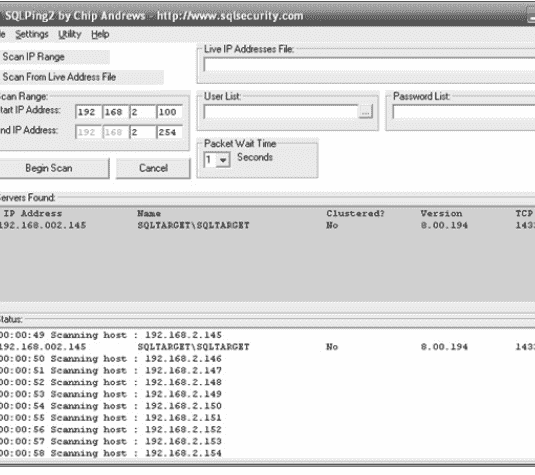 SQLPing2 by Chip Andrews - http://www.sqlsecurity.com
Settings Utility Help
Scan IP Range
Scan From Live Address File
Live IP Addresses File:
Scan Range:
Start IP Address: 192 168 2 100
End IP Address: 192 168 2 254
User List:
...
Password List:
Packet Wait Time
1 Seconds
Begin Scan Cancel
Servers Found:
IP Address Name Clustered? Version TCP
192.168.002.145 SQLTARGET\SQLTARGET No 8.00.194 143
Status:
00:00:49 Scanning host : 192.168.2.145
192.168.002.145 SQLTARGET\SQLTARGET No 8.00.194 143
00:00:50 Scanning host : 192.168.2.146
00:00:51 Scanning host : 192.168.2.147
00:00:52 Scanning host : 192.168.2.148
00:00:53 Scanning host : 192.168.2.149
00:00:54 Scanning host : 192.168.2.150
00:00:55 Scanning host : 192.168.2.151
00:00:56 Scanning host : 192.168.2.152
00:00:57 Scanning host : 192.168.2.153
00:00:58 Scanning host : 192.168.2.154